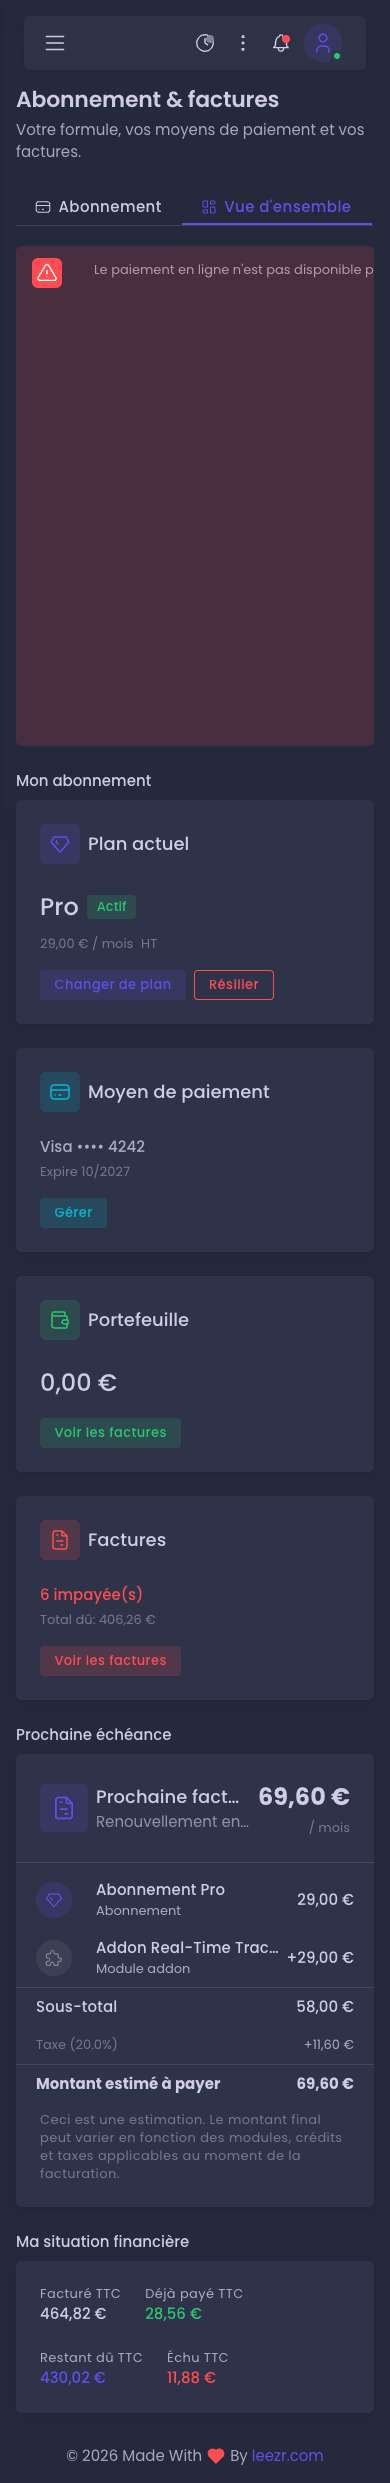 Abonnement & factures
Votre formule, vos moyens de paiement et vos
factures.
Abonnement
Vue d'ensemble
Le paiement en ligne n'est pas disponible p
Mon abonnement
Plan actuel
Pro Actif
29,00 € / mois HT
Changer de plan
Résilier
Moyen de paiement
Visa •••• 4242
Expire 10/2027
Gérer
Portefeuille
0,00 €
Voir les factures
Factures
6 impayée(s)
Total dû: 406,26 €
Voir les factures
Prochaine échéance
Prochaine fact... 69,60 €
Renouvellement en... / mois
Abonnement Pro 29,00 €
Abonnement
Addon Real-Time Trac... +29,00 €
Module addon
Sous-total 58,00 €
Taxe (20.0%) +11,60 €
Montant estimé à payer 69,60 €
Ceci est une estimation. Le montant final
peut varier en fonction des modules, crédits
et taxes applicables au moment de la
facturation.
Ma situation financière
Facturé TTC Déjà payé TTC
464,82 € 28,56 €
Restant dû TTC Échu TTC
430,02 € 11,88 €
© 2026 Made With By leezr.com